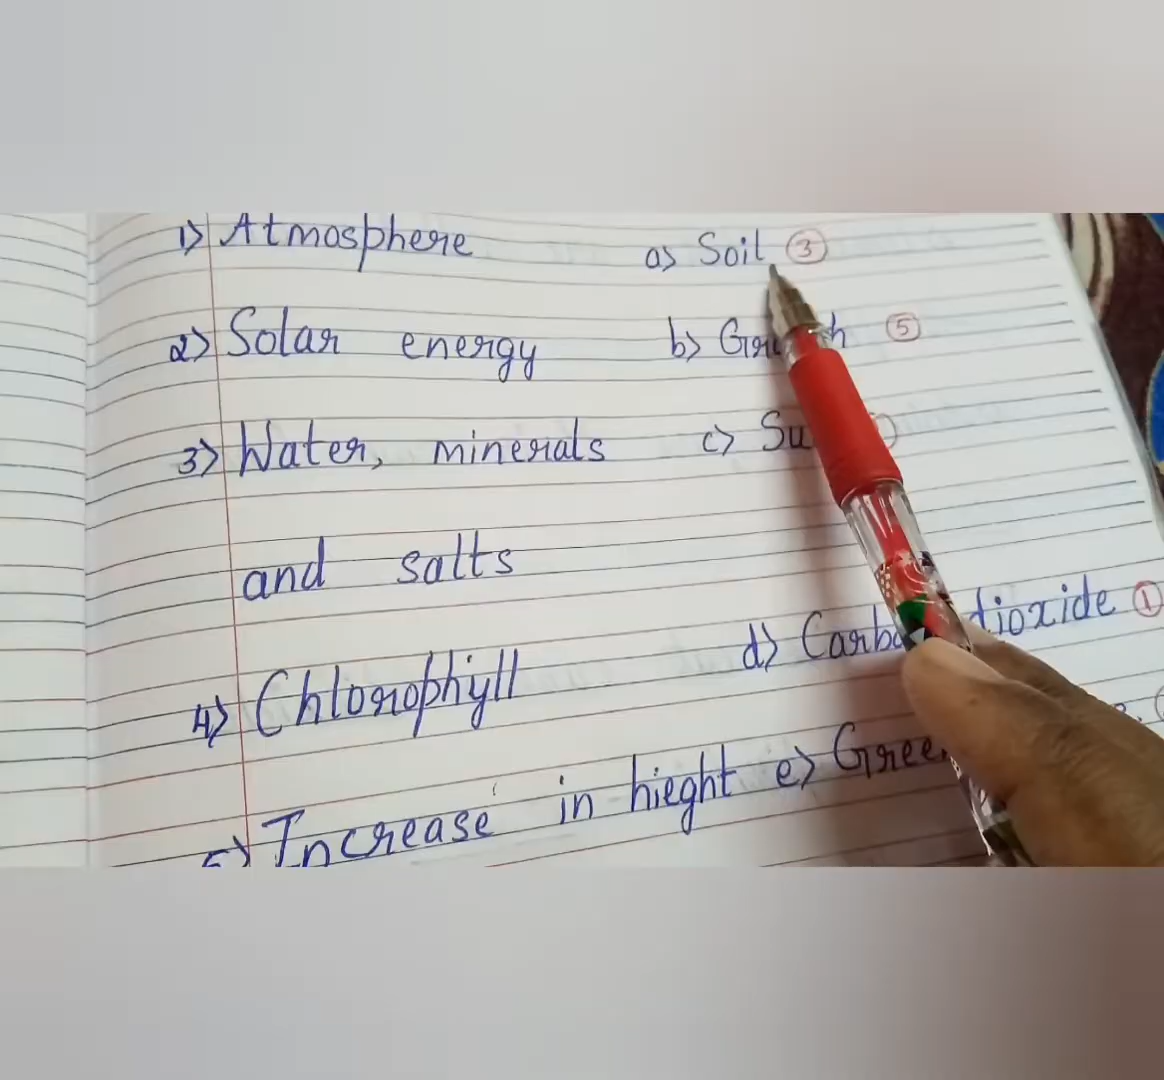 1) Atmosphere a) Soil ③
2) Solar energy b) ⑤
3) Water, minerals c)
and salts
d) ①
4) Chlorophyll
5) Increase in hieght e)